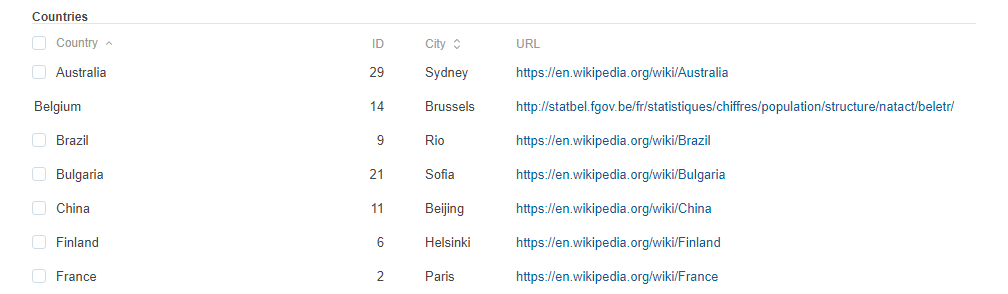 Countries
Country ID City URL
Australia 29 Sydney https://en.wikipedia.org/wiki/Australia
Belgium 14 Brussels http://statbel.fgov.be/fr/statistiques/chiffres/population/structure/natact/beletr/
Brazil 9 Rio https://en.wikipedia.org/wiki/Brazil
Bulgaria 21 Sofia https://en.wikipedia.org/wiki/Bulgaria
China 11 Beijing https://en.wikipedia.org/wiki/China
Finland 6 Helsinki https://en.wikipedia.org/wiki/Finland
France 2 Paris https://en.wikipedia.org/wiki/France